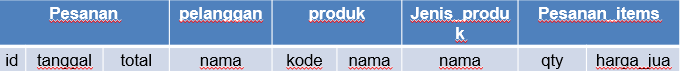 Pesanan pelanggan produk Jenis_produ
k Pesanan_items
id tanggal total nama kode nama nama qty harga_jua